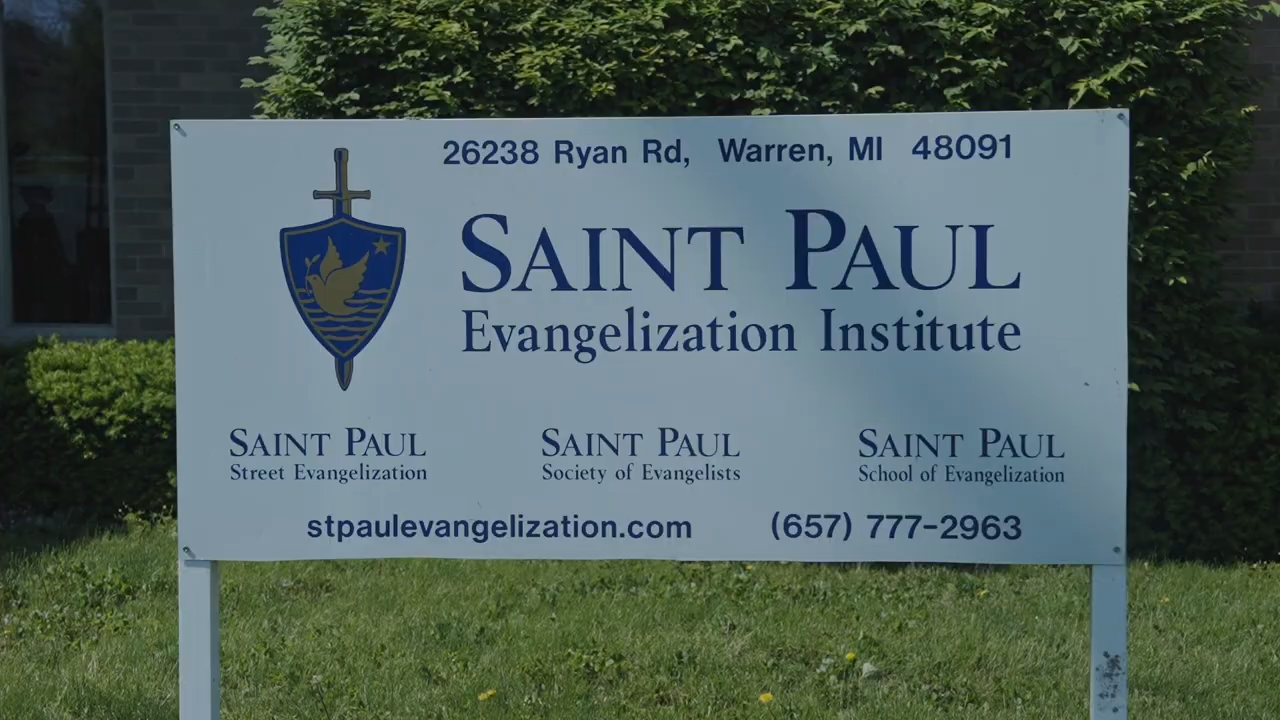 26238 Ryan Rd, Warren, MI 48091
SAINT PAUL
Evangelization Institute
SAINT PAUL
Street Evangelization
SAINT PAUL
Society of Evangelists
SAINT PAUL
School of Evangelization
stpaulevangelization.com (657) 777-2963